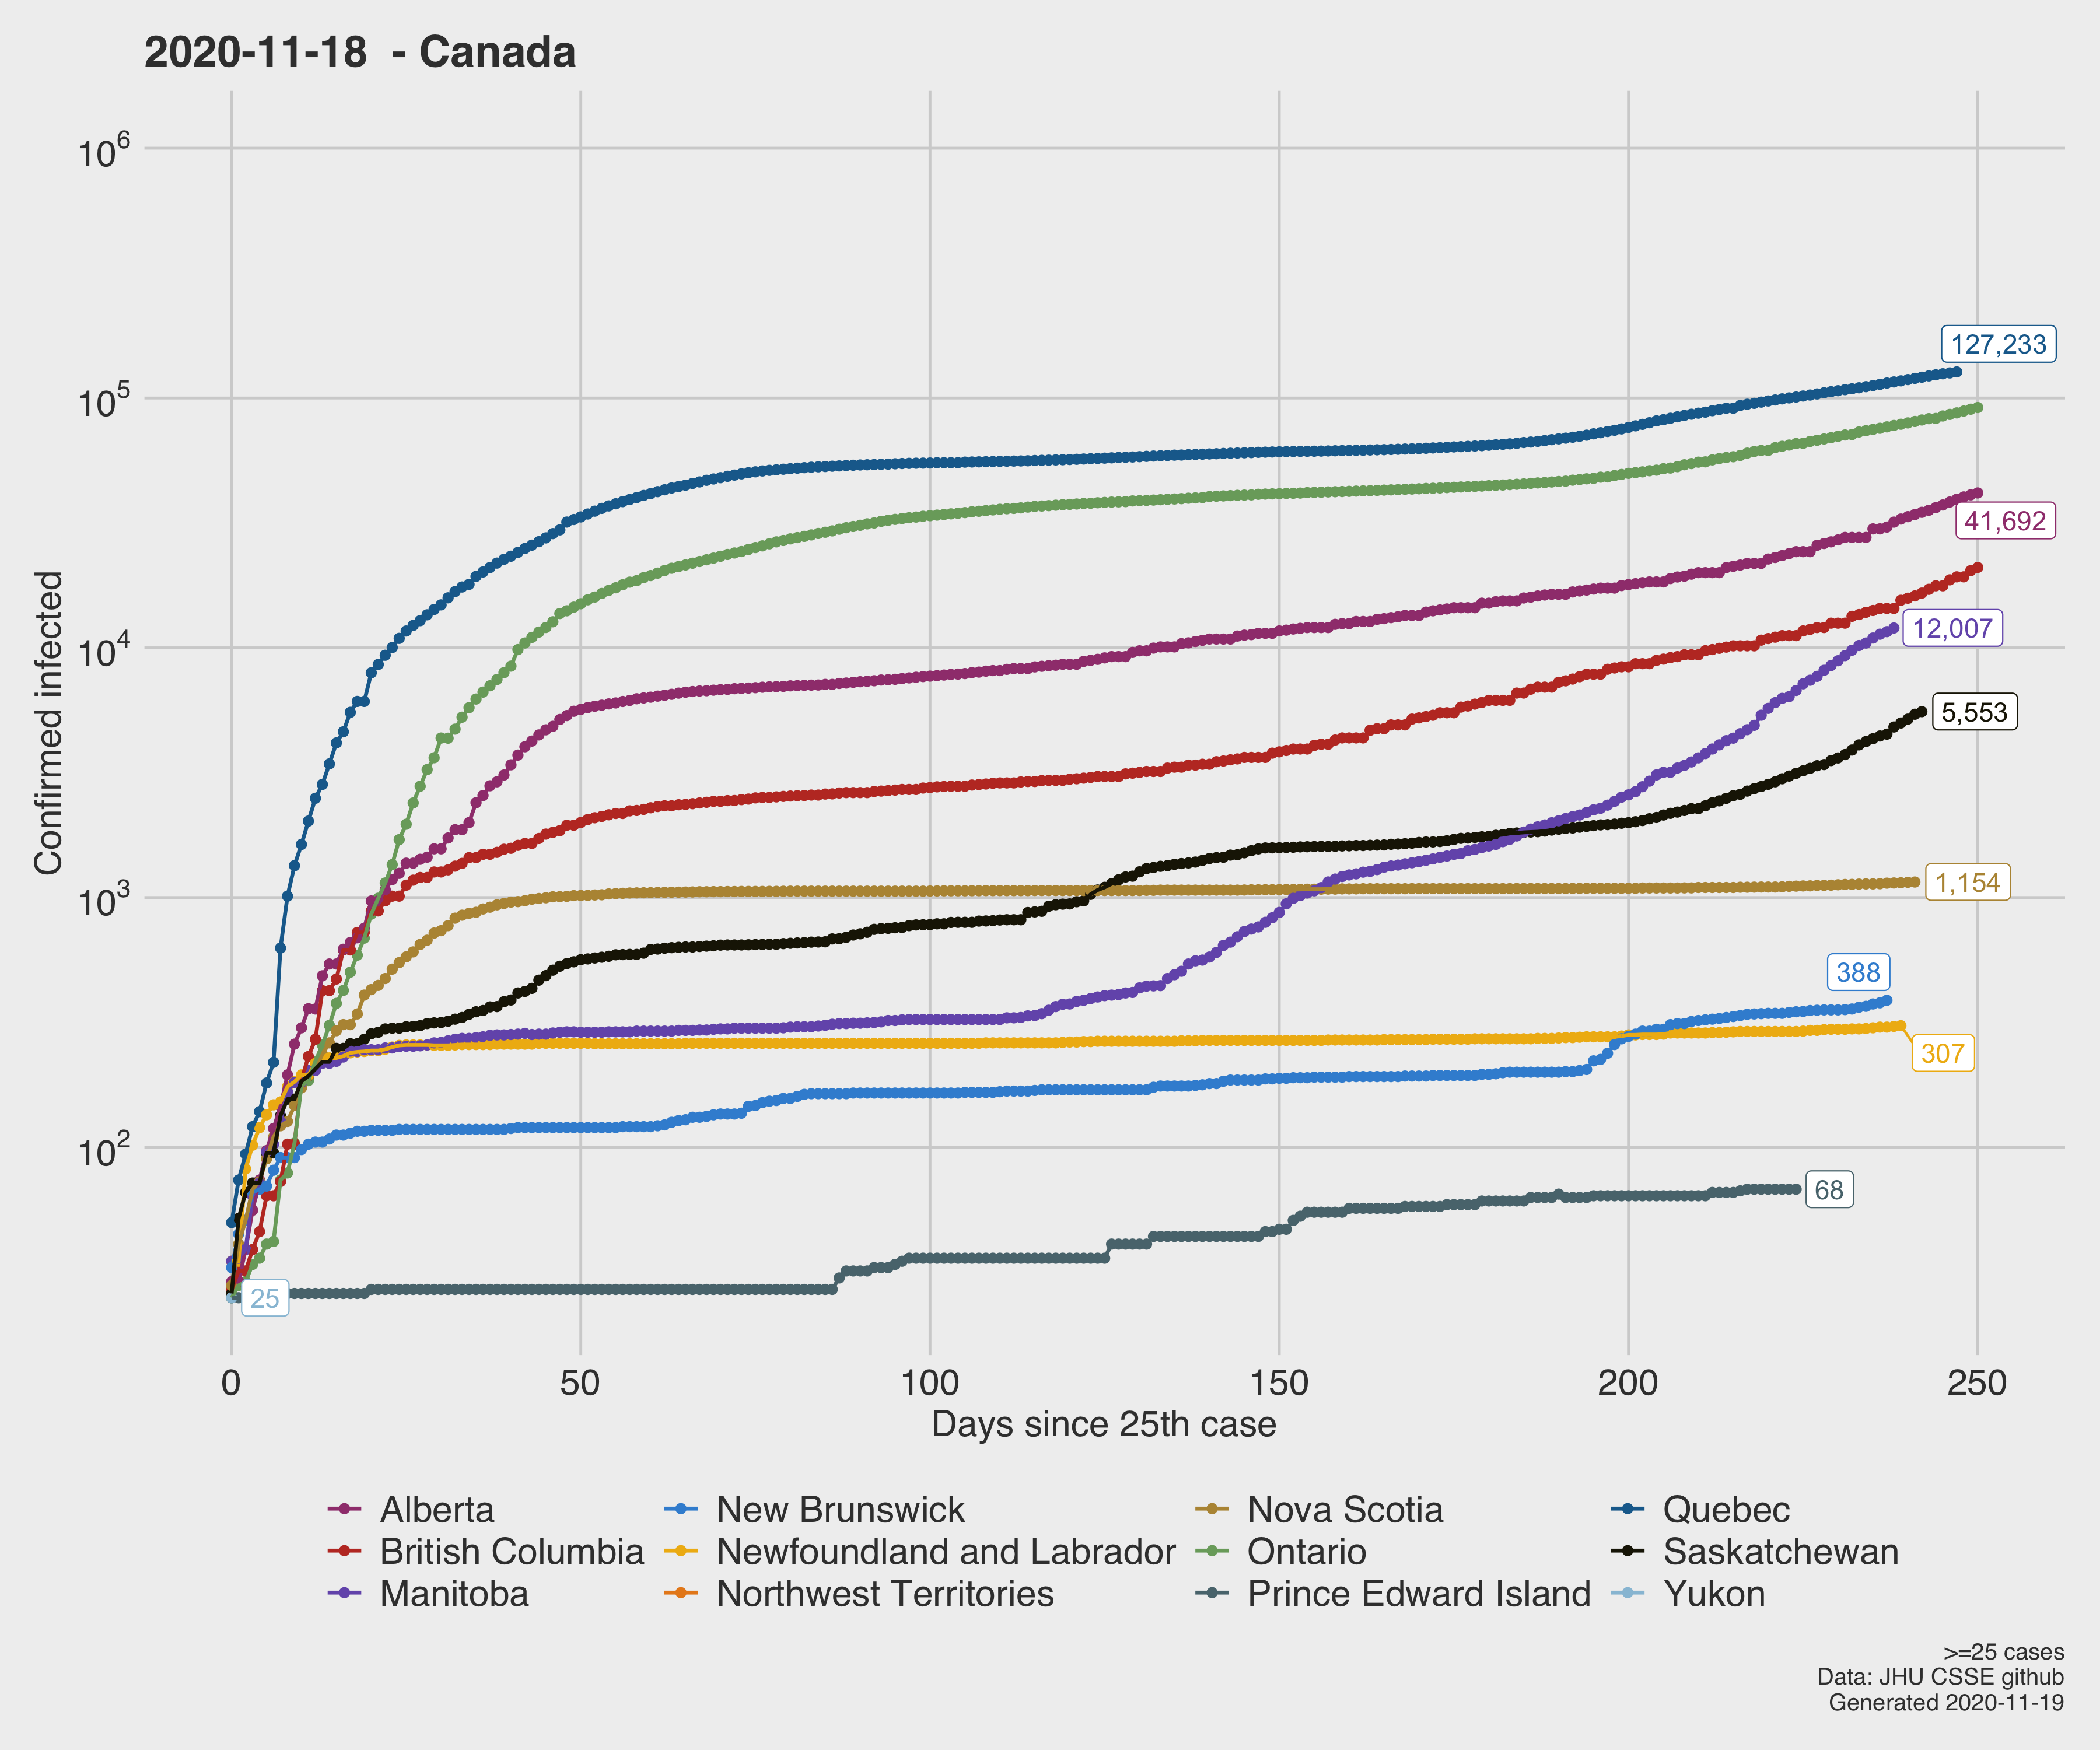 2020-11-18 - Canada
10^6
10^5
10^4
10^3
10^2
Confirmed infected
127,233
41,692
12,007
5,553
1,154
388
307
68
25
0 50 100 150 200 250
Days since 25th case
Alberta New Brunswick Nova Scotia Quebec
British Columbia Newfoundland and Labrador Ontario Saskatchewan
Manitoba Northwest Territories Prince Edward Island Yukon
>=25 cases
Data: JHU CSSE github
Generated 2020-11-19